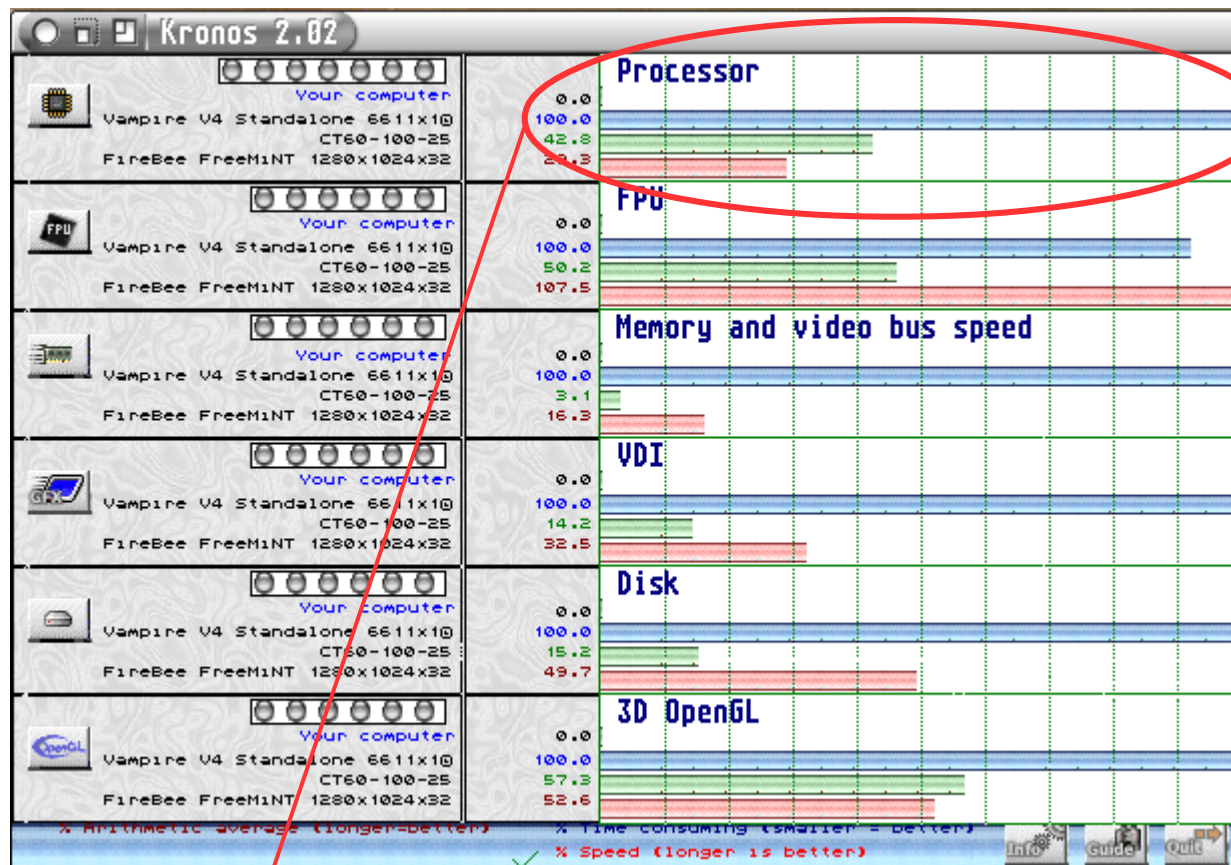 Kronos 2.02
Processor
Your computer 0.0
Vampire V4 Standalone 6611x10 100.0
CT60-100-25 42.8
FireBee FreeMiNT 1280x1024x32 29.3
FPU
FPU
Your computer 0.0
Vampire V4 Standalone 6611x10 100.0
CT60-100-25 50.2
FireBee FreeMiNT 1280x1024x32 107.5
Memory and video bus speed
Your computer 0.0
Vampire V4 Standalone 6611x10 100.0
CT60-100-25 3.1
FireBee FreeMiNT 1280x1024x32 16.3
VDI
GFX
Your computer 0.0
Vampire V4 Standalone 6611x10 100.0
CT60-100-25 14.2
FireBee FreeMiNT 1280x1024x32 32.5
Disk
Your computer 0.0
Vampire V4 Standalone 6611x10 100.0
CT60-100-25 15.2
FireBee FreeMiNT 1280x1024x32 49.7
3D OpenGL
OpenGL
Your computer 0.0
Vampire V4 Standalone 6611x10 100.0
CT60-100-25 57.3
FireBee FreeMiNT 1280x1024x32 52.6
% Arithmetic average (longer=better) % Time consuming (smaller = better)
% Speed (longer is better)
Info Guide Quit